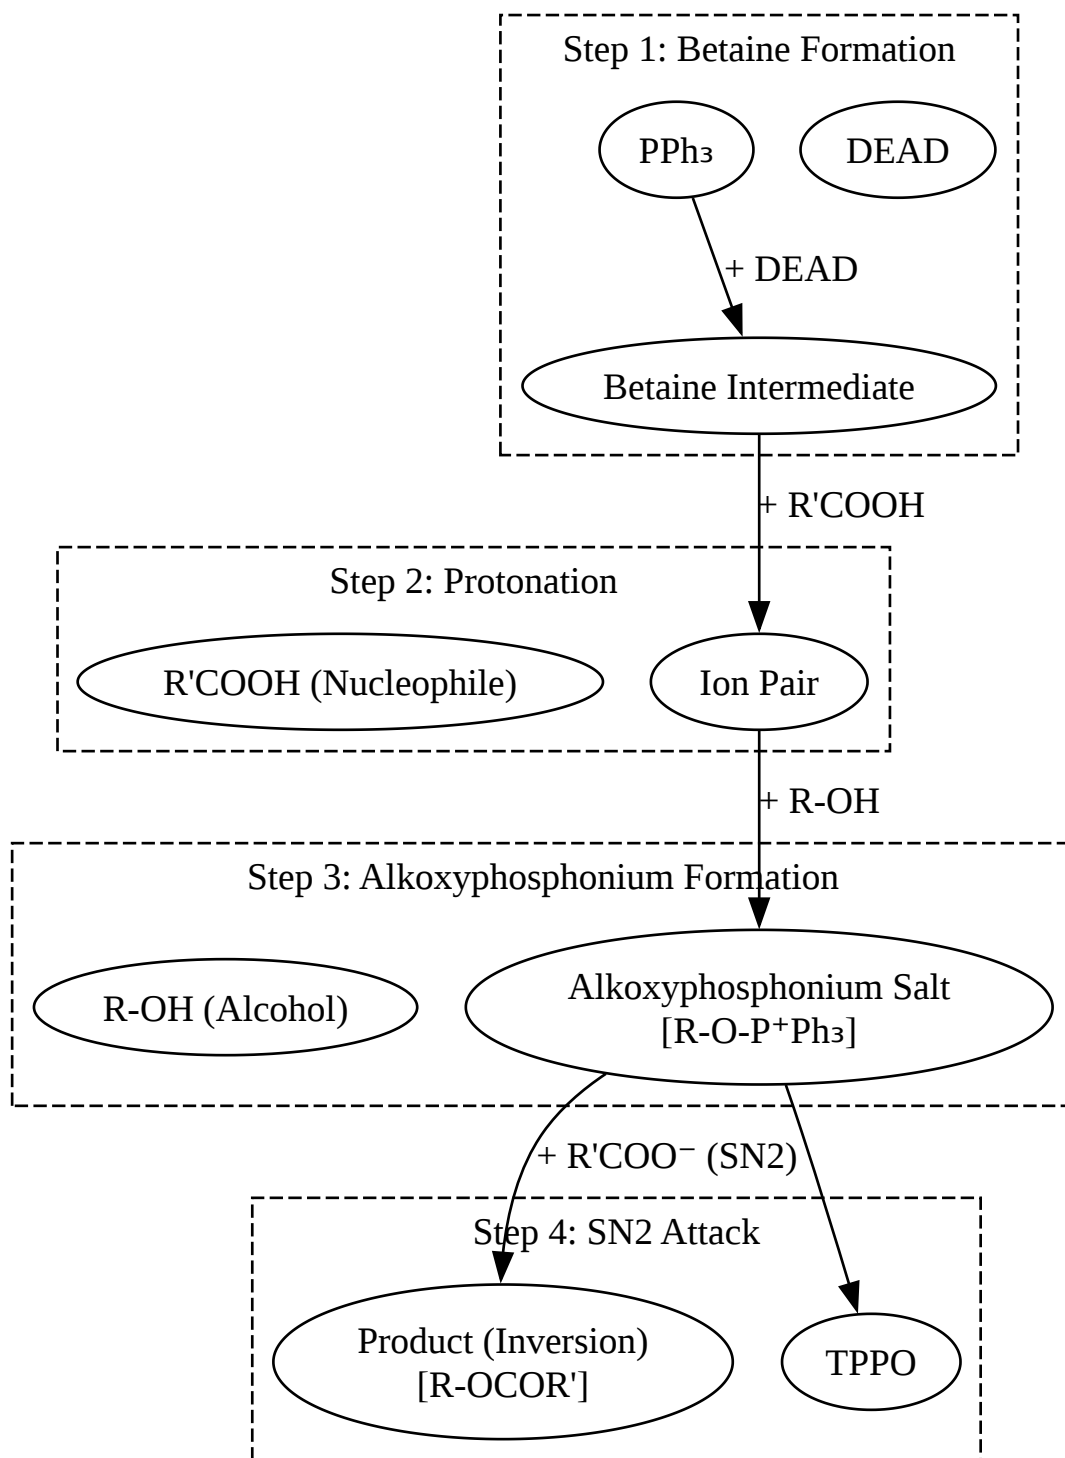 Step 1: Betaine Formation
PPh₃
DEAD
+ DEAD
Betaine Intermediate
+ R'COOH
Step 2: Protonation
R'COOH (Nucleophile)
Ion Pair
+ R-OH
Step 3: Alkoxyphosphonium Formation
R-OH (Alcohol)
Alkoxyphosphonium Salt
[R-O-P⁺Ph₃]
+ R'COO⁻ (SN2)
Step 4: SN2 Attack
Product (Inversion)
[R-OCOR']
TPPO